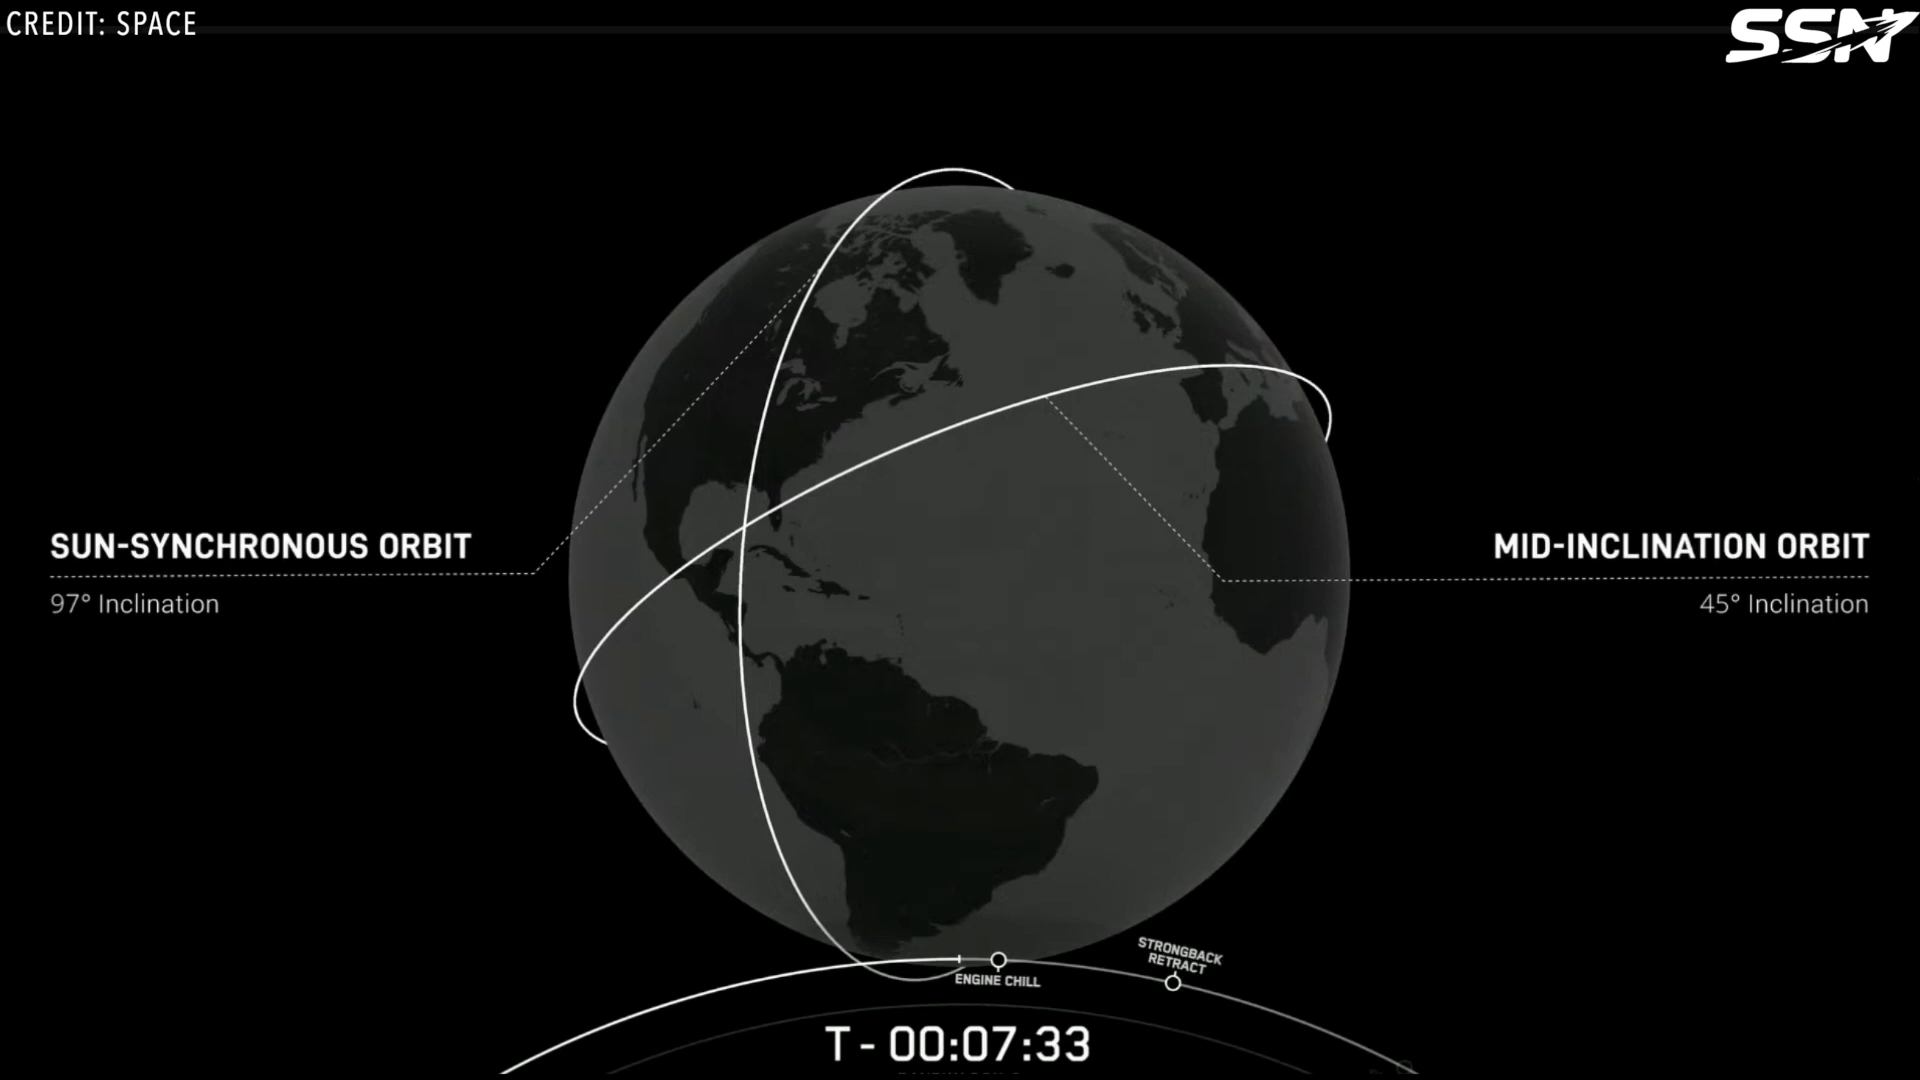 CREDIT: SPACE
SSN
SUN-SYNCHRONOUS ORBIT
97° Inclination
MID-INCLINATION ORBIT
45° Inclination
STRONGBACK
RETRACT
ENGINE CHILL
T - 00:07:33